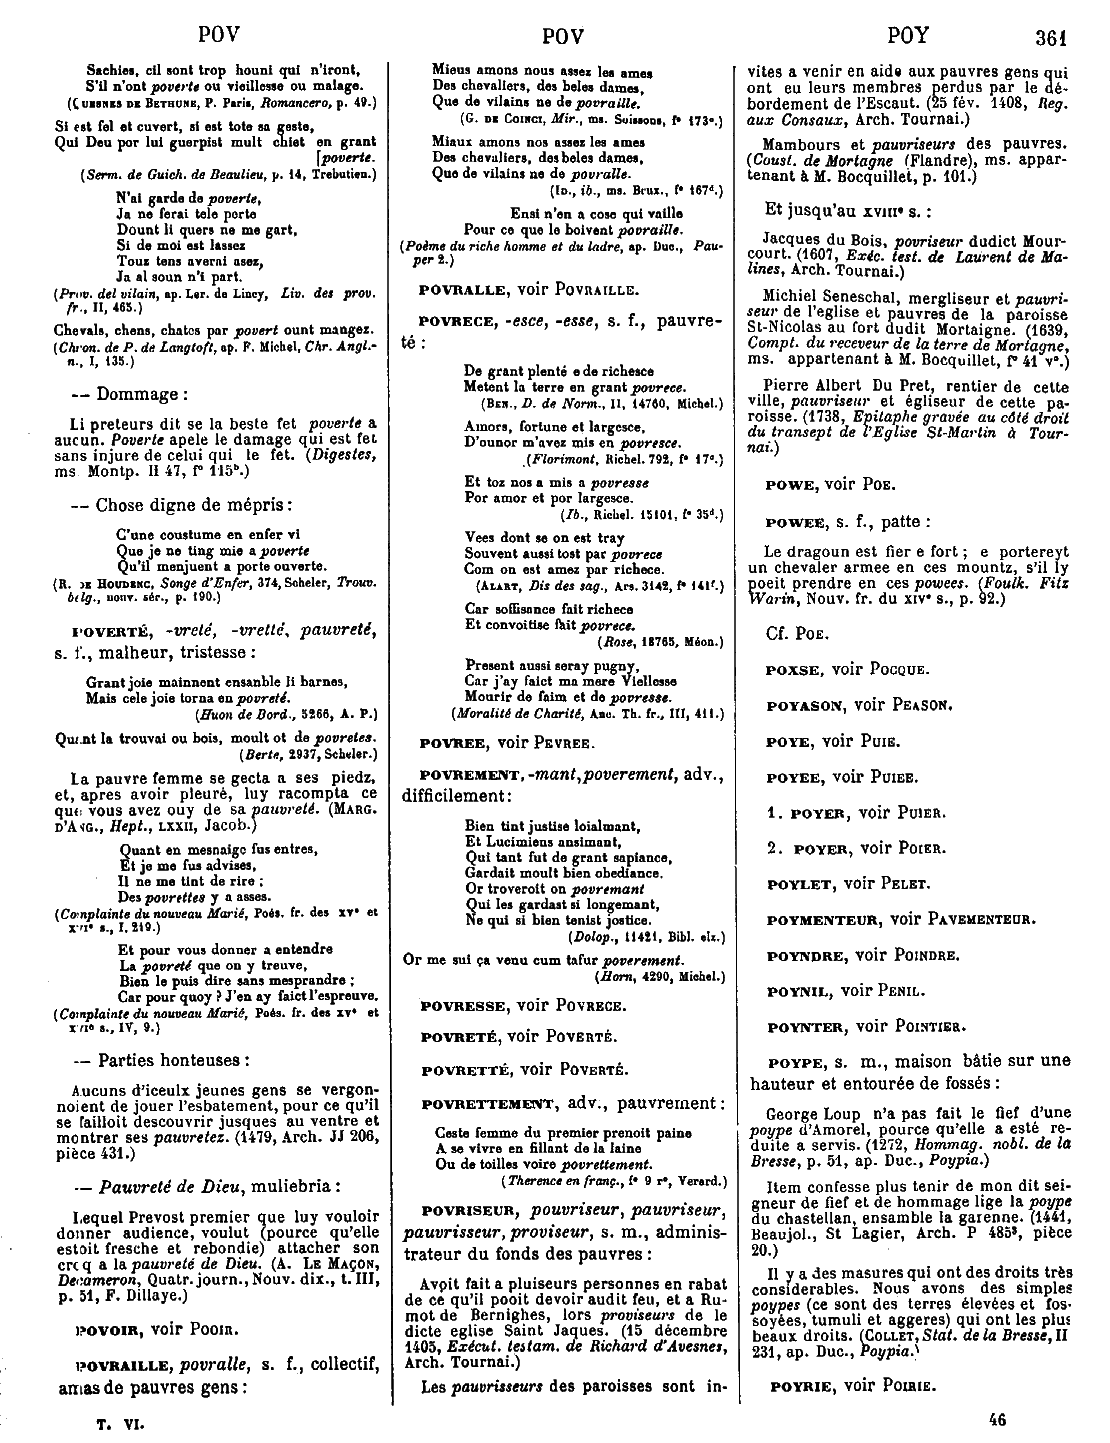 POV
POV
POY
361
Sachies, cil sont trop honni qui n'iront,
S'il n'ont poverte ou vieillesse ou malage.
(CUESNES DE BETHUNE, P. Paris, Romancero, p. 49.)
Si est fel et cuvert, si est tote sa geste,
Qui Deu por lui guerpist mult chiet en grant
[poverte.
(Serm. de Guich. de Beaulieu, p. 14, Trebutien.)
N'ai garde de poverte,
Ja ne ferai tele perte
Dount li quers ne me gart,
Si de moi est lassez
Touz tens averai asez,
Ja al soun n'i part.
(Prov. del vilain, ap. Ler. de Lincy, Liv. des prov.
fr., II, 465.)
Chevals, chens, chates par povert ount mangez.
(Chron. de P. de Langtoft, ap. F. Michel, Chr. Angl.-
n., I, 135.)
-- Dommage :
Li preteurs dit se la beste fet poverte a
aucun. Poverte apele le damage qui est fet
sans injure de celui qui le fet. (Digestes,
ms Montp. H 47, f° 115b.)
-- Chose digne de mépris :
C'une coustume en enfer vi
Que je ne ting mie a poverte
Qu'il menjuent a porte ouverte.
(R. DE HOUDENC, Songe d'Enfer, 374, Scheler, Trouv.
belg., nouv. sér., p. 190.)
POVERTÉ, -vreté, -vretté, pauvreté,
s. f., malheur, tristesse :
Grant joie mainnent ensanble li barnes,
Mais cele joie torna en povreté.
(Huon de Bord., 5266, A. P.)
Quant la trouvai ou bois, moult ot de povretes.
(Berte, 2937, Scheler.)
La pauvre femme se gecta a ses piedz,
et, apres avoir pleuré, luy racompta ce
que vous avez ouy de sa pauvreté. (MARG.
D'ANG., Hept., LXXII, Jacob.)
Quant en mesnaige fus entres,
Et je me fus advises,
Il ne me tint de rire ;
Des povrettes y a asses.
(Complainte du nouveau Marié, Poés. fr. des XVe et
XVIe s., I, 219.)
Et pour vous donner a entendre
La povreté que on y treuve,
Bien le puis dire sans mesprandre ;
Car pour quoy ? J'en ay faict l'espreuve.
(Complainte du nouveau Marié, Poés. fr. des XVe et
XVIe s., IV, 9.)
-- Parties honteuses :
Aucuns d'iceulx jeunes gens se vergon-
noient de jouer l'esbatement, pour ce qu'il
se failloit descouvrir jusques au ventre et
montrer ses pauvretez. (1479, Arch. JJ 206,
pièce 431.)
-- Pauvreté de Dieu, muliebria :
Lequel Prevost premier que luy vouloir
donner audience, voulut (pource qu'elle
estoit fresche et rebondie) attacher son
crcq a la pauvreté de Dieu. (A. LE MAÇON,
Decameron, Quatr. journ., Nouv. dix., t. III,
p. 51, F. Dillaye.)
POVOIR, voir POOIR.
POVRAILLE, povralle, s. f., collectif,
amas de pauvres gens :
T. VI.
Mieus amons nous assez les ames
Des chevaliers, des beles dames,
Que de vilains ne de povraille.
(G. DE COINCI, Mir., ms. Soissons, f° 173a.)
Miaux amons nos assez les ames
Des chevaliers, des beles dames,
Que de vilains ne de povralle.
(ID., ib., ms. Brux., f° 167d.)
Ensi n'en a cose qui vaille
Pour ce que le boivent povraille.
(Poème du riche homme et du ladre, ap. Duc., Pau-
per 2.)
POVRALLE, voir POVRAILLE.
POVRECE, -esce, -esse, s. f., pauvre-
té :
De grant plenté e de richesce
Metent la terre en grant povrece.
(BEN., D. de Norm., II, 14760, Michel.)
Amors, fortune et largesce,
D'ounor m'avez mis en povresce.
(Florimont, Richel. 792, f° 17a.)
Et toz nos a mis a povresse
Por amor et por largesce.
(Ib., Richel. 15101, f° 35d.)
Vees dont se on est tray
Souvent aussi tost par povrece
Com on est amez par richece.
(ALART, Dis des sag., Ars. 3142, f° 141f.)
Car soffisance fait richece
Et convoitise fait povrece.
(Rose, 18765, Méon.)
Present aussi seray pugny,
Car j'ay faict ma mere Viellesse
Mourir de faim et de povresse.
(Moralité de Charité, Anc. Th. fr., III, 411.)
POVREE, voir PEVREE.
POVREMENT, -mant, poverement, adv.,
difficilement :
Bien tint justise loialmant,
Et Lucimiens ansimant,
Qui tant fut de grant sapiance,
Gardait moult bien obediance.
Or troveroit on povremant
Qui les gardast si longemant,
Ne qui si bien tenist jostice.
(Dolop., 11421, Bibl. elz.)
Or me sui ça venu cum tafur poverement.
(Horn, 4290, Michel.)
POVRESSE, voir POVRECE.
POVRETÉ, voir POVERTÉ.
POVRETTÉ, voir POVERTÉ.
POVRETTEMENT, adv., pauvrement :
Ceste femme du premier prenoit paine
A se vivre en fillant de la laine
Ou de toilles voire povrettement.
(Therence en franç., f° 9 r°, Verard.)
POVRISEUR, pouvriseur, pauvriseur,
pauvrisseur, proviseur, s. m., adminis-
trateur du fonds des pauvres :
Avoit fait a pluiseurs personnes en rabat
de ce qu'il pooit devoir audit feu, et a Ru-
mot de Bernighes, lors proviseurs de le
dicte eglise Saint Jaques. (15 décembre
1405, Exécut. testam. de Richard d'Avesnes,
Arch. Tournai.)
Les pauvrisseurs des paroisses sont in-
vites a venir en aide aux pauvres gens qui
ont eu leurs membres perdus par le dé-
bordement de l'Escaut. (25 fév. 1408, Reg.
aux Consaux, Arch. Tournai.)
Mambours et pauvriseurs des pauvres.
(Coust. de Mortagne (Flandre), ms. appar-
tenant à M. Bocquillet, p. 101.)
Et jusqu'au XVIIIe s. :
Jacques du Bois, povriseur dudict Mour-
court. (1607, Exéc. test. de Laurent de Ma-
lines, Arch. Tournai.)
Michiel Seneschal, mergliseur et pauvri-
seur de l'eglise et pauvres de la paroisse
St-Nicolas au fort dudit Mortaigne. (1639,
Compt. du receveur de la terre de Mortagne,
ms. appartenant à M. Bocquillet, f° 41 v°.)
Pierre Albert Du Pret, rentier de cette
ville, pauvriseur et égliseur de cette pa-
roisse. (1738, Epitaphe gravée au côté droit
du transept de l'Eglise St-Martin à Tour-
nai.)
POWE, voir POE.
POWEE, s. f., patte :
Le dragoun est fier e fort ; e portereyt
un chevaler armee en ces mountz, s'il ly
poeit prendre en ces powees. (Foulk. Fitz
Warin, Nouv. fr. du XIVe s., p. 92.)
Cf. POE.
POXSE, voir POCQUE.
POYASON, voir PEASON.
POYE, voir PUIE.
POYEE, voir PUIEE.
1. POYER, voir PUIER.
2. POYER, voir POIER.
POYLET, voir PELET.
POYMENTEUR, voir PAVEMENTEUR.
POYNDRE, voir POINDRE.
POYNIL, voir PENIL.
POYNTER, voir POINTIER.
POYPE, s. m., maison bâtie sur une
hauteur et entourée de fossés :
George Loup n'a pas fait le fief d'une
poype d'Amorel, pource qu'elle a esté re-
duite a servis. (1272, Hommag. nobl. de la
Bresse, p. 51, ap. Duc., Poypia.)
Item confesse plus tenir de mon dit sei-
gneur de fief et de hommage lige la poype
du chastellan, ensamble la garenne. (1441,
Beaujol., St Lagier, Arch. P 485³, pièce
20.)
Il y a des masures qui ont des droits très
considerables. Nous avons des simples
poypes (ce sont des terres élevées et fos-
soyées, tumuli et aggeres) qui ont les plus
beaux droits. (COLLET, Stat. de la Bresse, II
231, ap. Duc., Poypia.)
POYRIE, voir POIRIE.
46